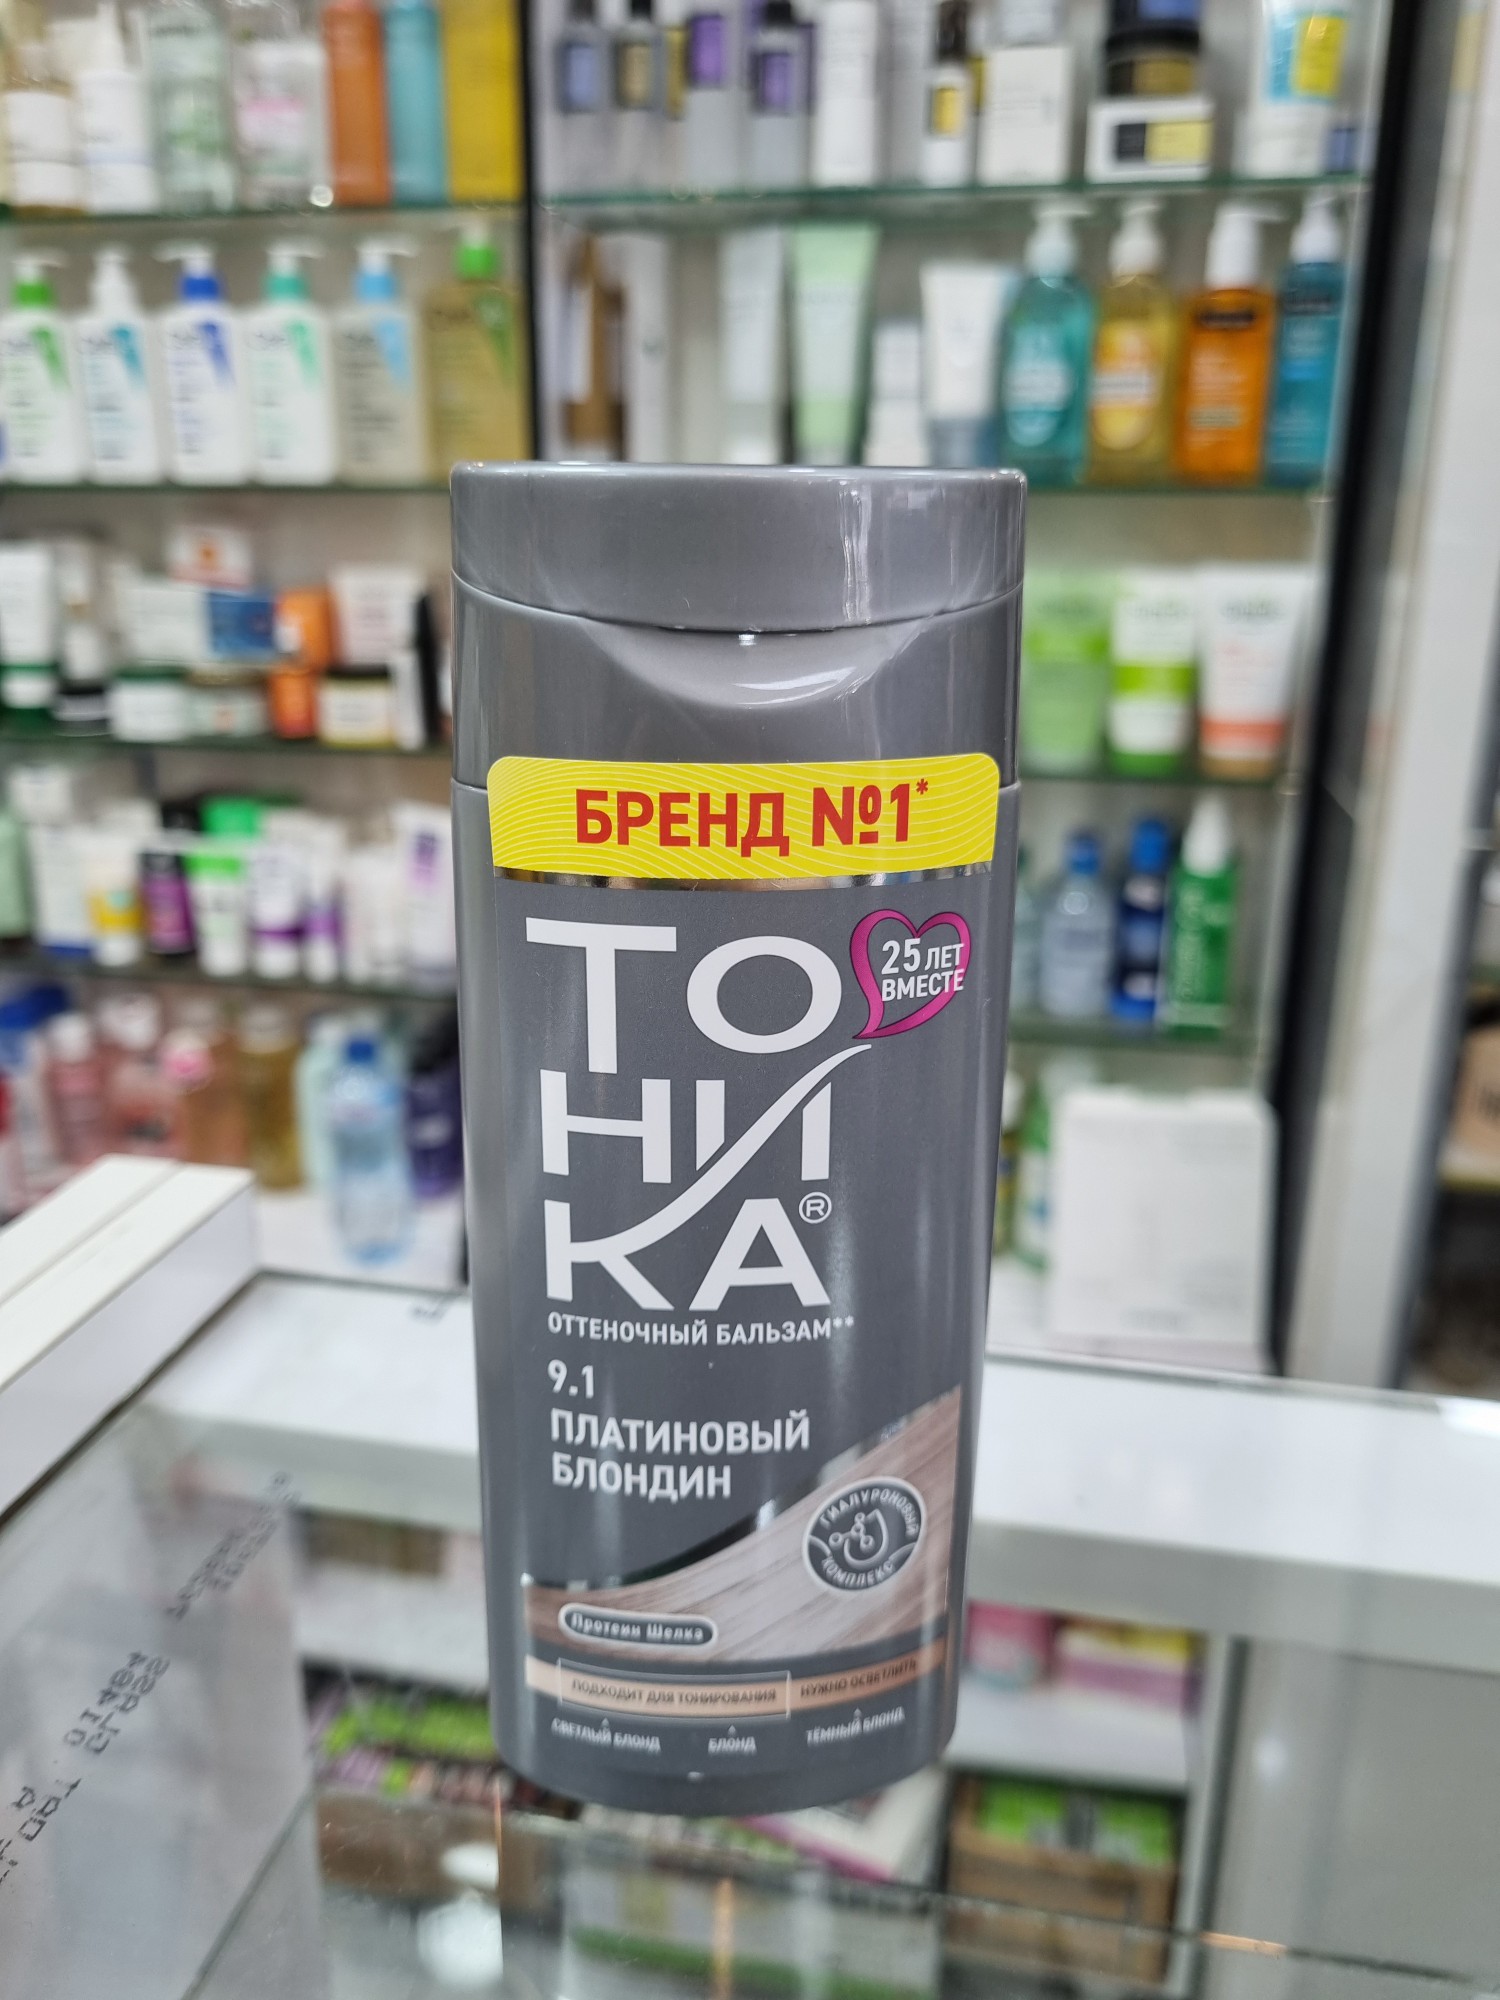 БРЕНД №1*
ТО
НИ
КА®
25 ЛЕТ
ВМЕСТЕ
ОТТЕНОЧНЫЙ БАЛЬЗАМ**
9.1
ПЛАТИНОВЫЙ
БЛОНДИН
ГИАЛУРОНОВЫЙ
КОМПЛЕКС
Протеин Шелка
ПОДХОДИТ ДЛЯ ТОНИРОВАНИЯ
НУЖНО ОСВЕТЛИТЬ
СВЕТЛЫЙ БЛОНД
БЛОНД
ТЁМНЫЙ БЛОНД